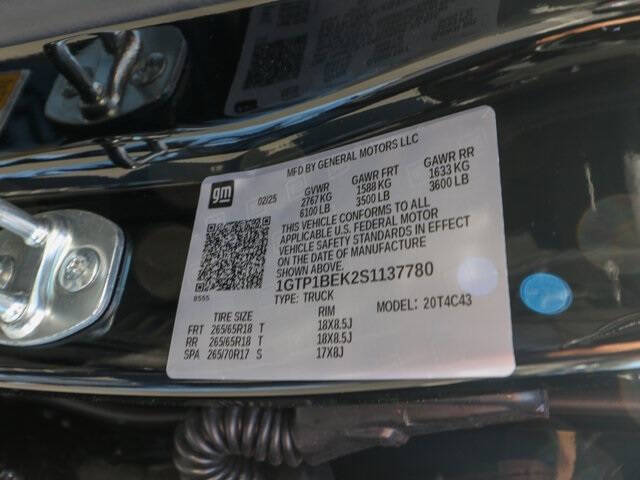 MFD BY GENERAL MOTORS LLC
gm
02/25
GVWR
2767 KG
6100 LB
GAWR FRT
1588 KG
3500 LB
GAWR RR
1633 KG
3600 LB
THIS VEHICLE CONFORMS TO ALL
APPLICABLE U.S. FEDERAL MOTOR
VEHICLE SAFETY STANDARDS IN EFFECT
ON THE DATE OF MANUFACTURE
SHOWN ABOVE.
1GTP1BEK2S1137780
8555
TYPE: TRUCK
MODEL: 20T4C43
TIRE SIZE RIM
FRT 265/65R18 T 18X8.5J
RR 265/65R18 T 18X8.5J
SPA 265/70R17 S 17X8J